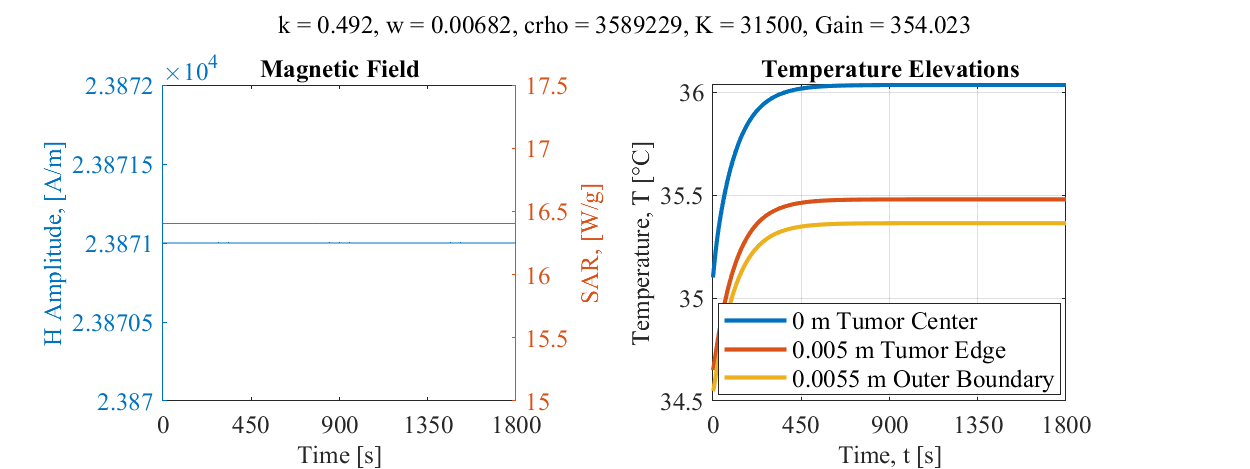 k = 0.492, w = 0.00682, crho = 3589229, K = 31500, Gain = 354.023
Magnetic Field
×10⁴
2.3872
2.38715
2.3871
2.38705
2.387
H Amplitude, [A/m]
17.5
17
16.5
16
15.5
15
SAR, [W/g]
0 450 900 1350 1800
Time [s]
Temperature Elevations
36
35.5
35
34.5
Temperature, T [°C]
0 m Tumor Center
0.005 m Tumor Edge
0.0055 m Outer Boundary
0 450 900 1350 1800
Time, t [s]